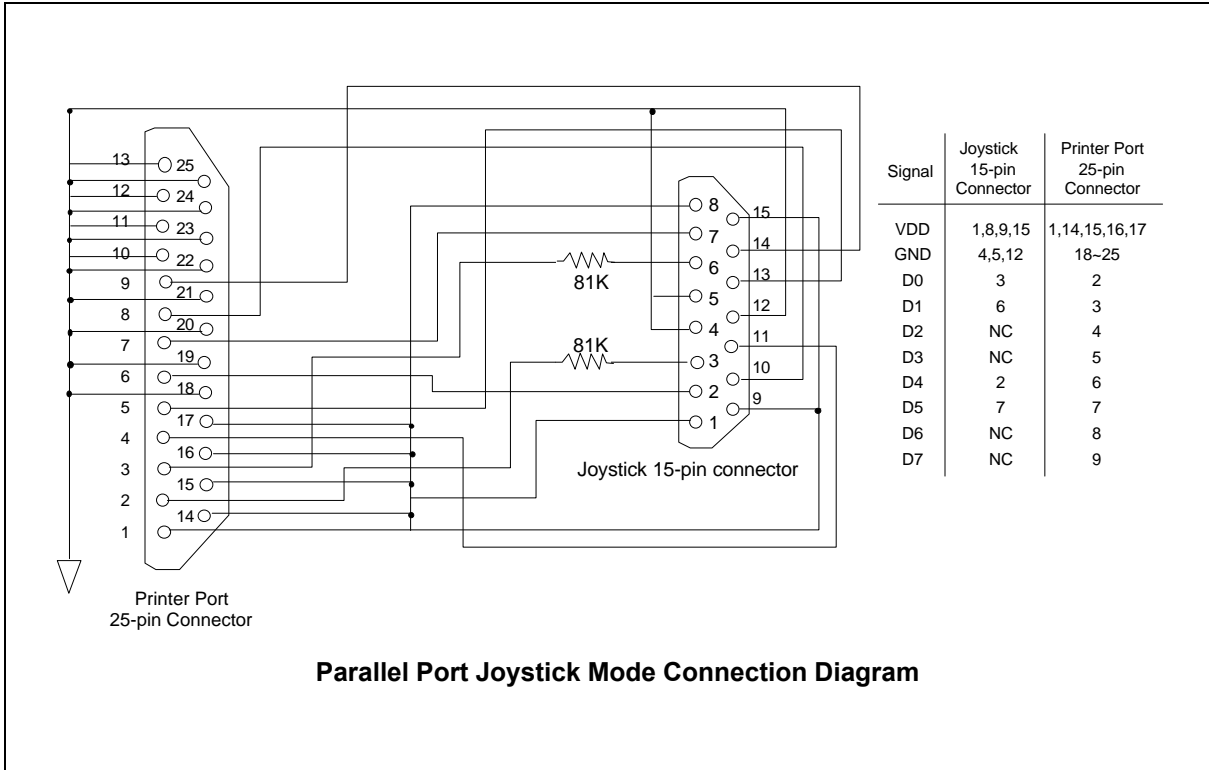 13
25
12
24
11
23
10
22
9
21
8
20
7
19
6
18
5
17
4
16
3
15
2
14
1
Printer Port
25-pin Connector
8
15
7
14
6
13
5
12
4
11
3
10
2
9
1
81K
81K
Joystick 15-pin connector
Signal Joystick 15-pin Connector Printer Port 25-pin Connector
VDD 1,8,9,15 1,14,15,16,17
GND 4,5,12 18~25
D0 3 2
D1 6 3
D2 NC 4
D3 NC 5
D4 2 6
D5 7 7
D6 NC 8
D7 NC 9
Parallel Port Joystick Mode Connection Diagram